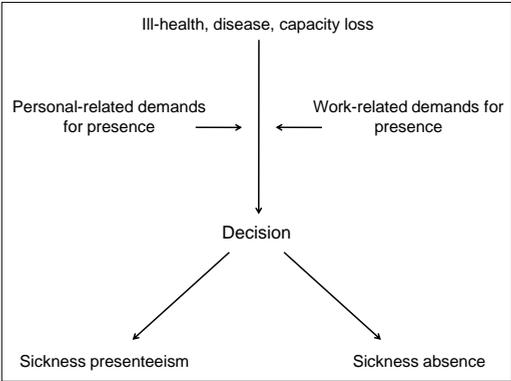 Ill-health, disease, capacity loss
Personal-related demands
for presence
Work-related demands for
presence
Decision
Sickness presenteeism
Sickness absence